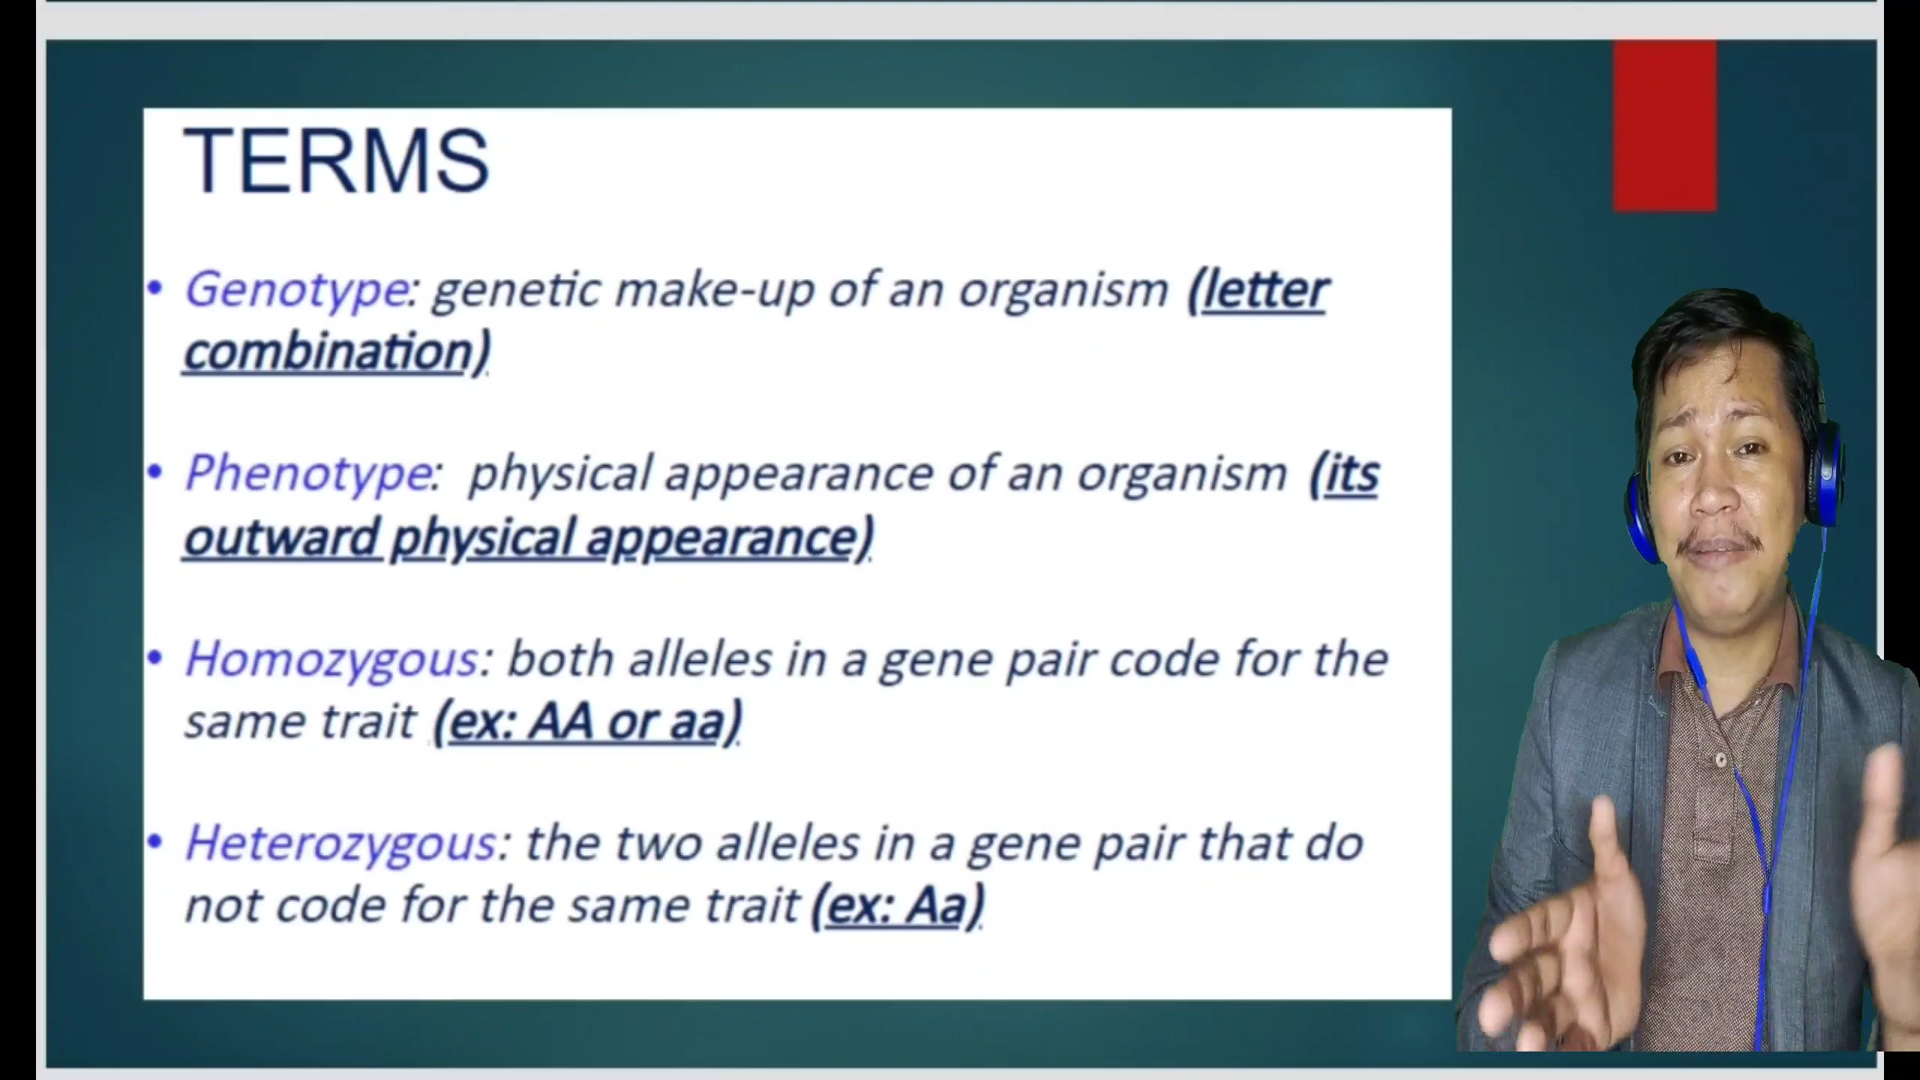 TERMS
• Genotype: genetic make-up of an organism (letter
combination)
• Phenotype: physical appearance of an organism (its
outward physical appearance)
• Homozygous: both alleles in a gene pair code for the
same trait (ex: AA or aa)
• Heterozygous: the two alleles in a gene pair that do
not code for the same trait (ex: Aa)